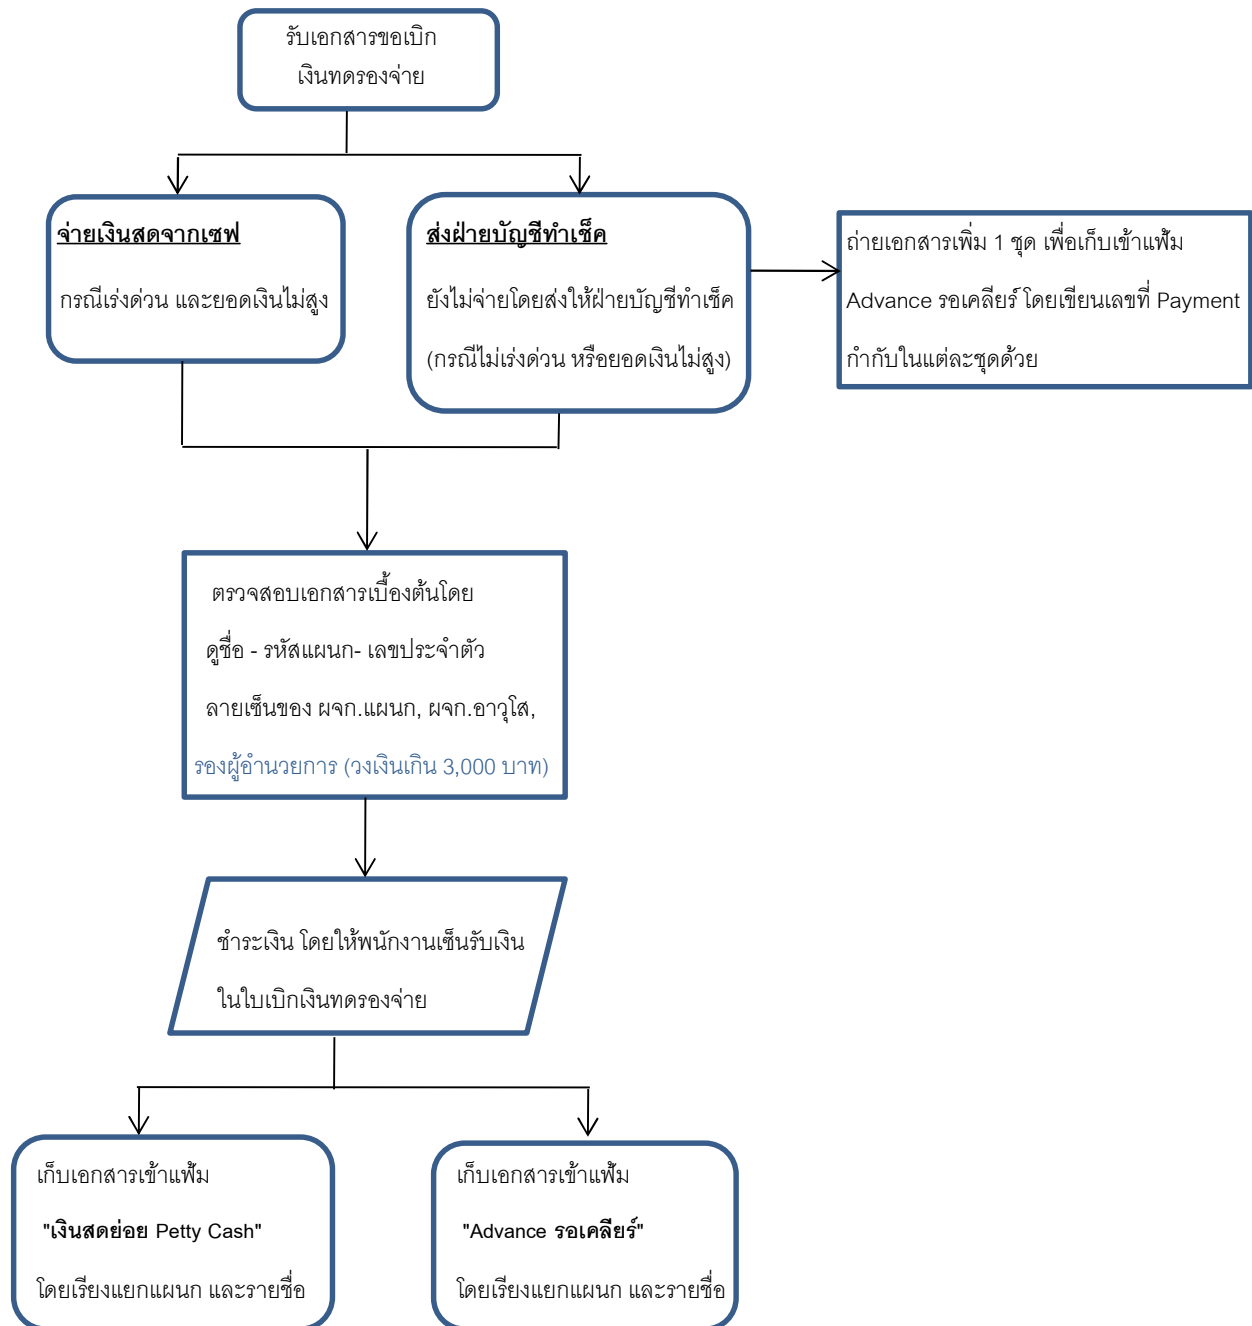 รับเอกสารขอเบิก
เงินทดรองจ่าย
จ่ายเงินสดจากเซฟ
กรณีเร่งด่วน และยอดเงินไม่สูง
ส่งฝ่ายบัญชีทำเช็ค
ยังไม่จ่ายโดยส่งให้ฝ่ายบัญชีทำเช็ค
(กรณีไม่เร่งด่วน หรือยอดเงินไม่สูง)
ถ่ายเอกสารเพิ่ม 1 ชุด เพื่อเก็บเข้าแฟ้ม
Advance รอเคลียร์ โดยเขียนเลขที่ Payment
กำกับในแต่ละชุดด้วย
ตรวจสอบเอกสารเบื้องต้นโดย
ดูชื่อ - รหัสแผนก- เลขประจำตัว
ลายเซ็นของ ผจก.แผนก, ผจก.อาวุโส,
รองผู้อำนวยการ (วงเงินเกิน 3,000 บาท)
ชำระเงิน โดยให้พนักงานเซ็นรับเงิน
ในใบเบิกเงินทดรองจ่าย
เก็บเอกสารเข้าแฟ้ม
"เงินสดย่อย Petty Cash"
โดยเรียงแยกแผนก และรายชื่อ
เก็บเอกสารเข้าแฟ้ม
"Advance รอเคลียร์"
โดยเรียงแยกแผนก และรายชื่อ